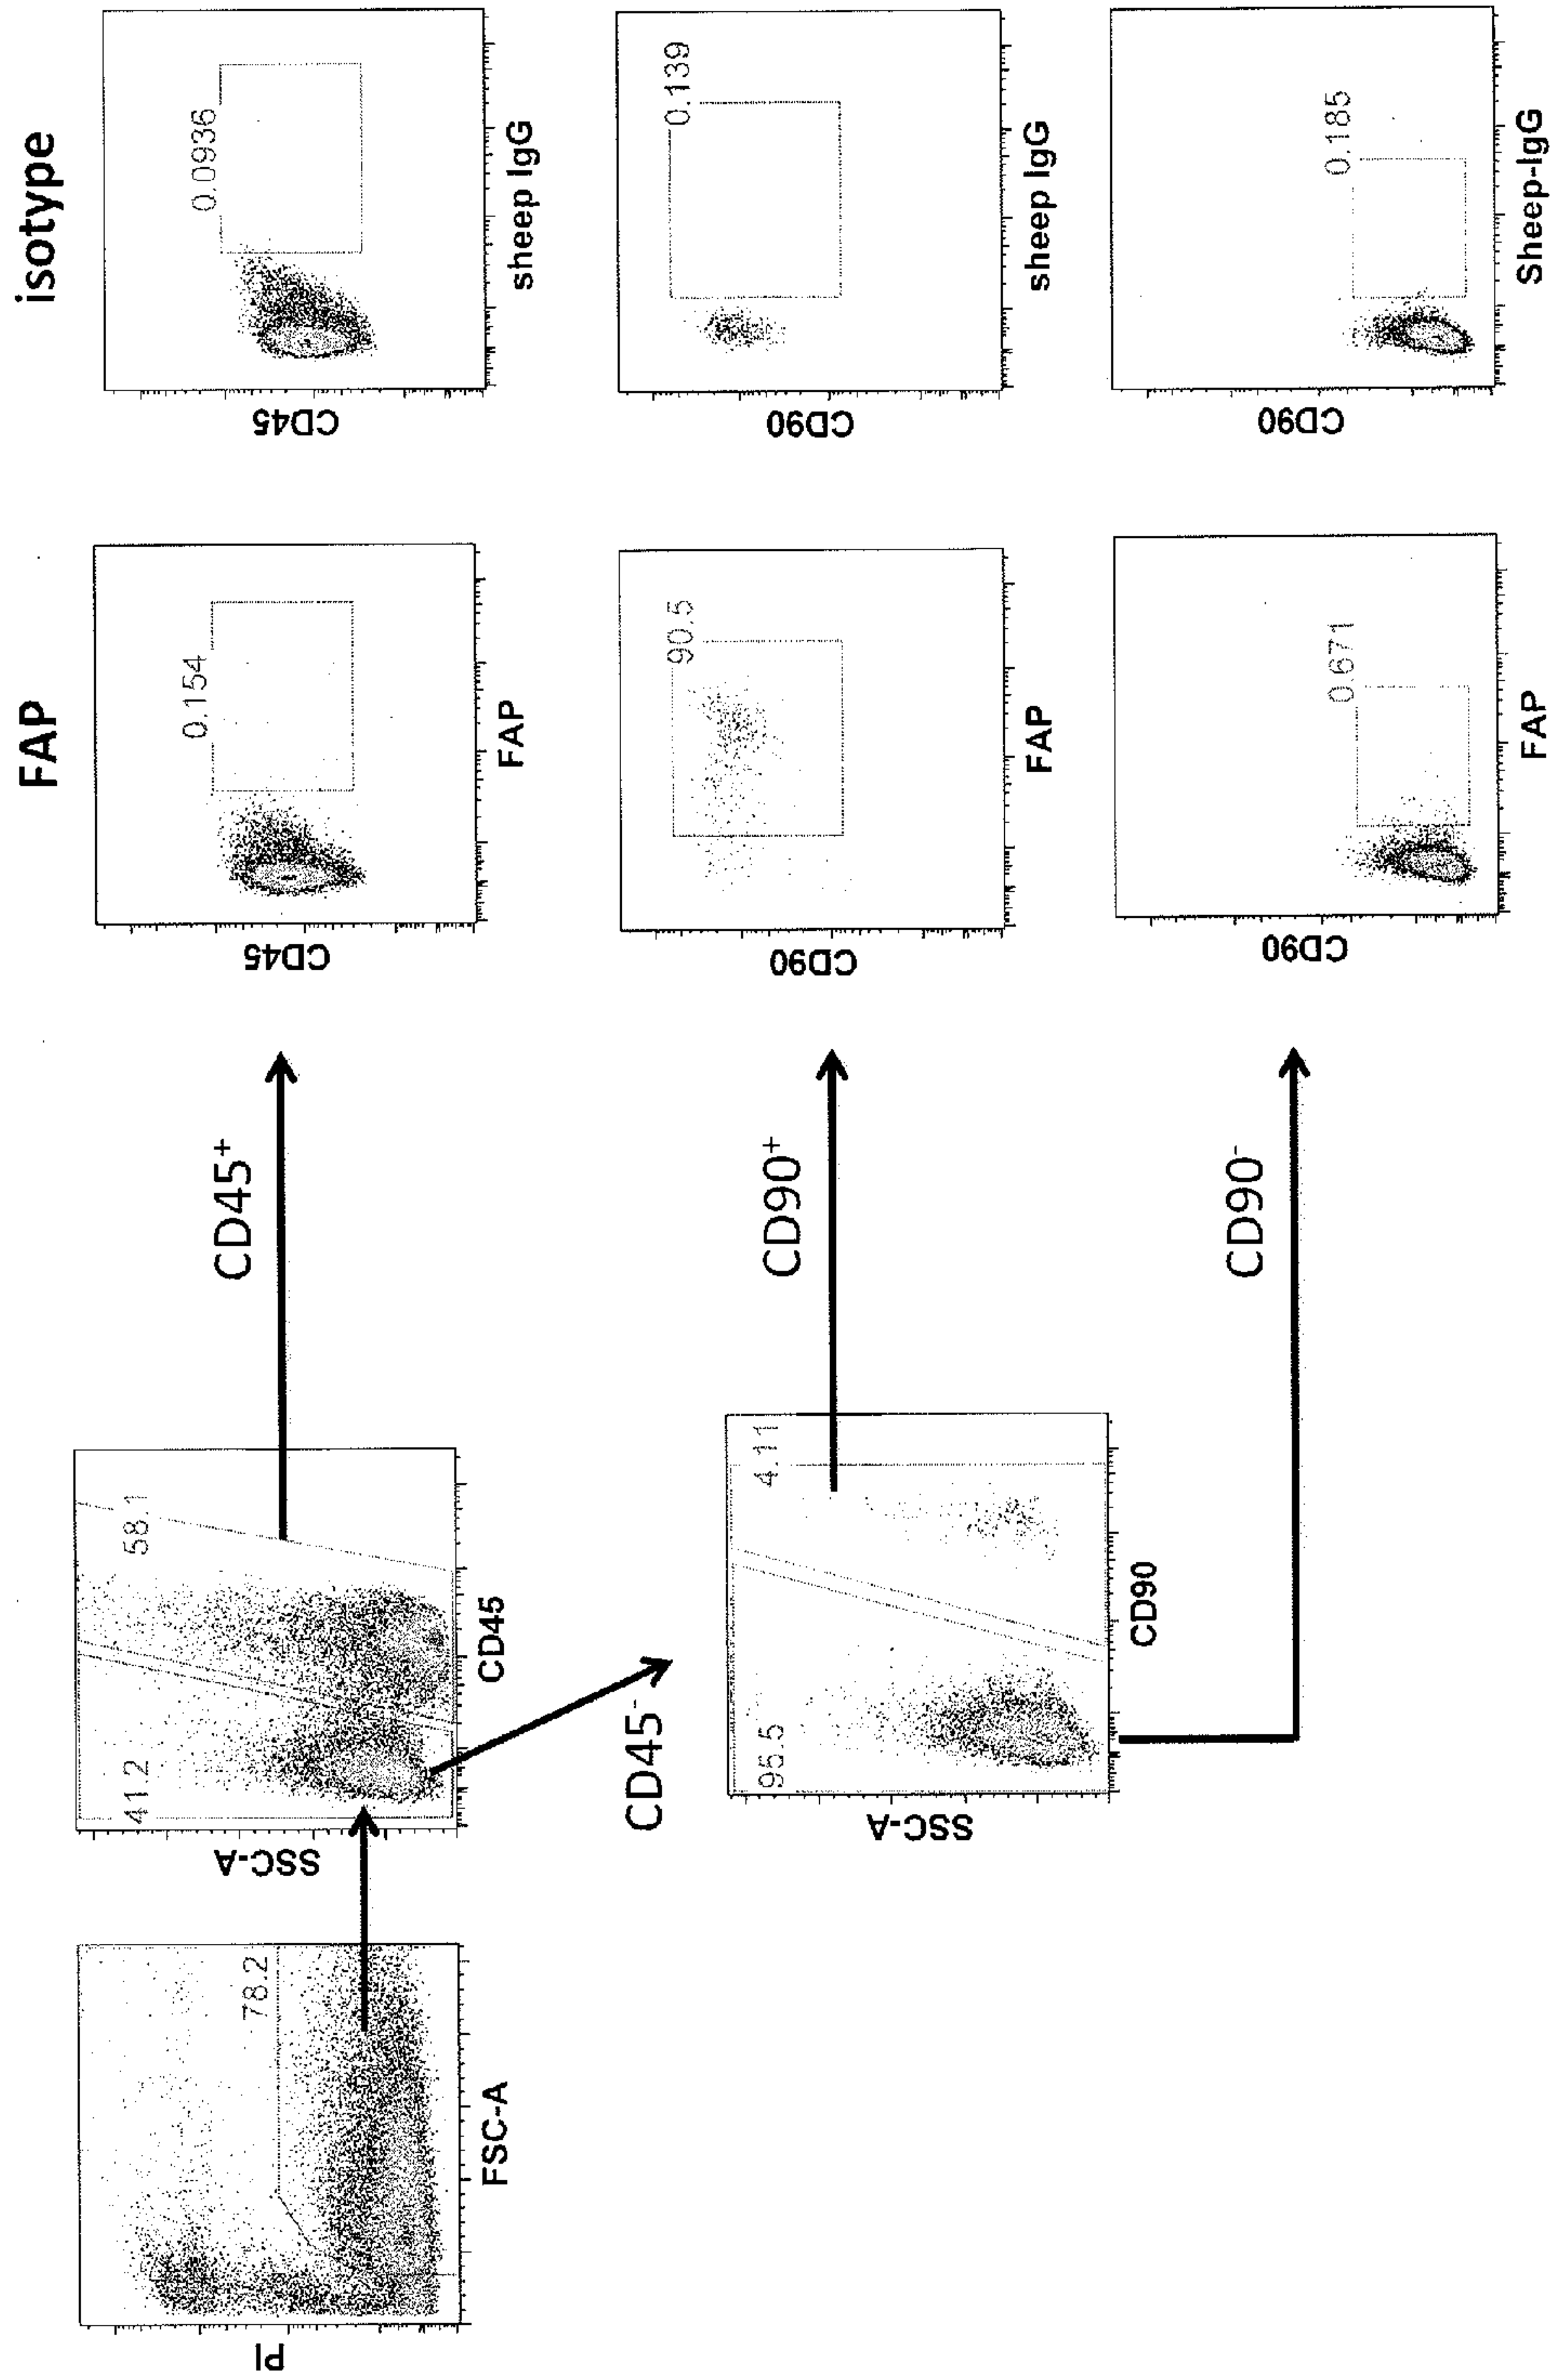 FAP
isotype
78.2
PI
FSC-A
41.2
58.1
SSC-A
CD45
CD45+
0.154
CD45
FAP
0.0936
CD45
sheep IgG
CD45-
95.5
4.11
SSC-A
CD90
CD90+
90.5
CD90
FAP
0.139
CD90
sheep IgG
CD90-
0.671
CD90
FAP
0.185
CD90
Sheep-IgG